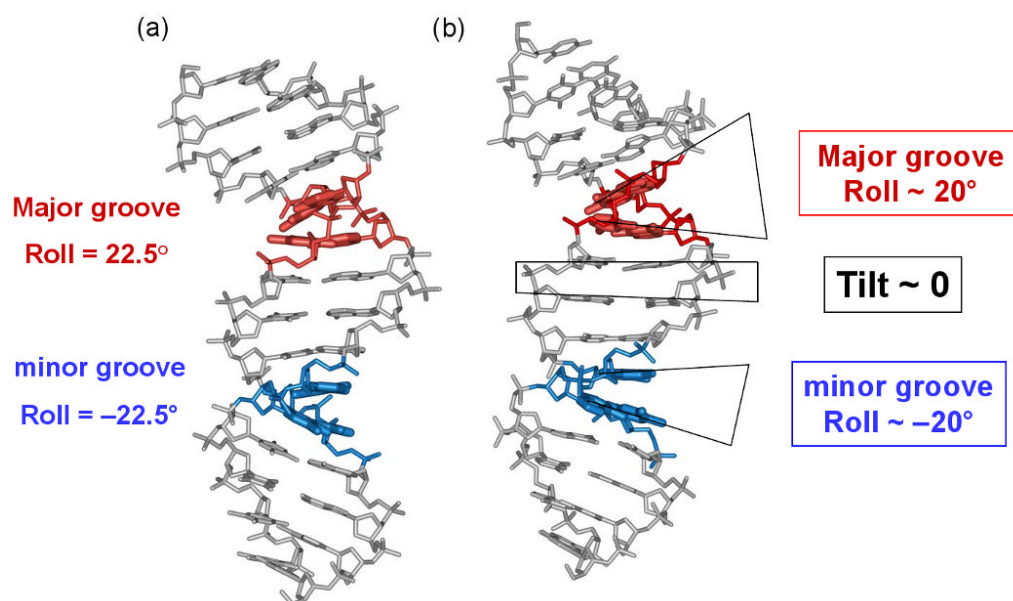 (a)
(b)
Major groove
Roll = 22.5°
minor groove
Roll = –22.5°
Major groove
Roll ~ 20°
Tilt ~ 0
minor groove
Roll ~ –20°